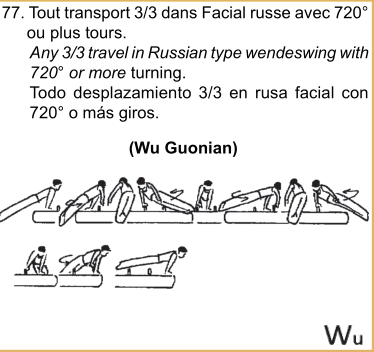 77. Tout transport 3/3 dans Facial russe avec 720°
ou plus tours.
Any 3/3 travel in Russian type wendeswing with
720° or more turning.
Todo desplazamiento 3/3 en rusa facial con
720° o más giros.
(Wu Guonian)
Wu